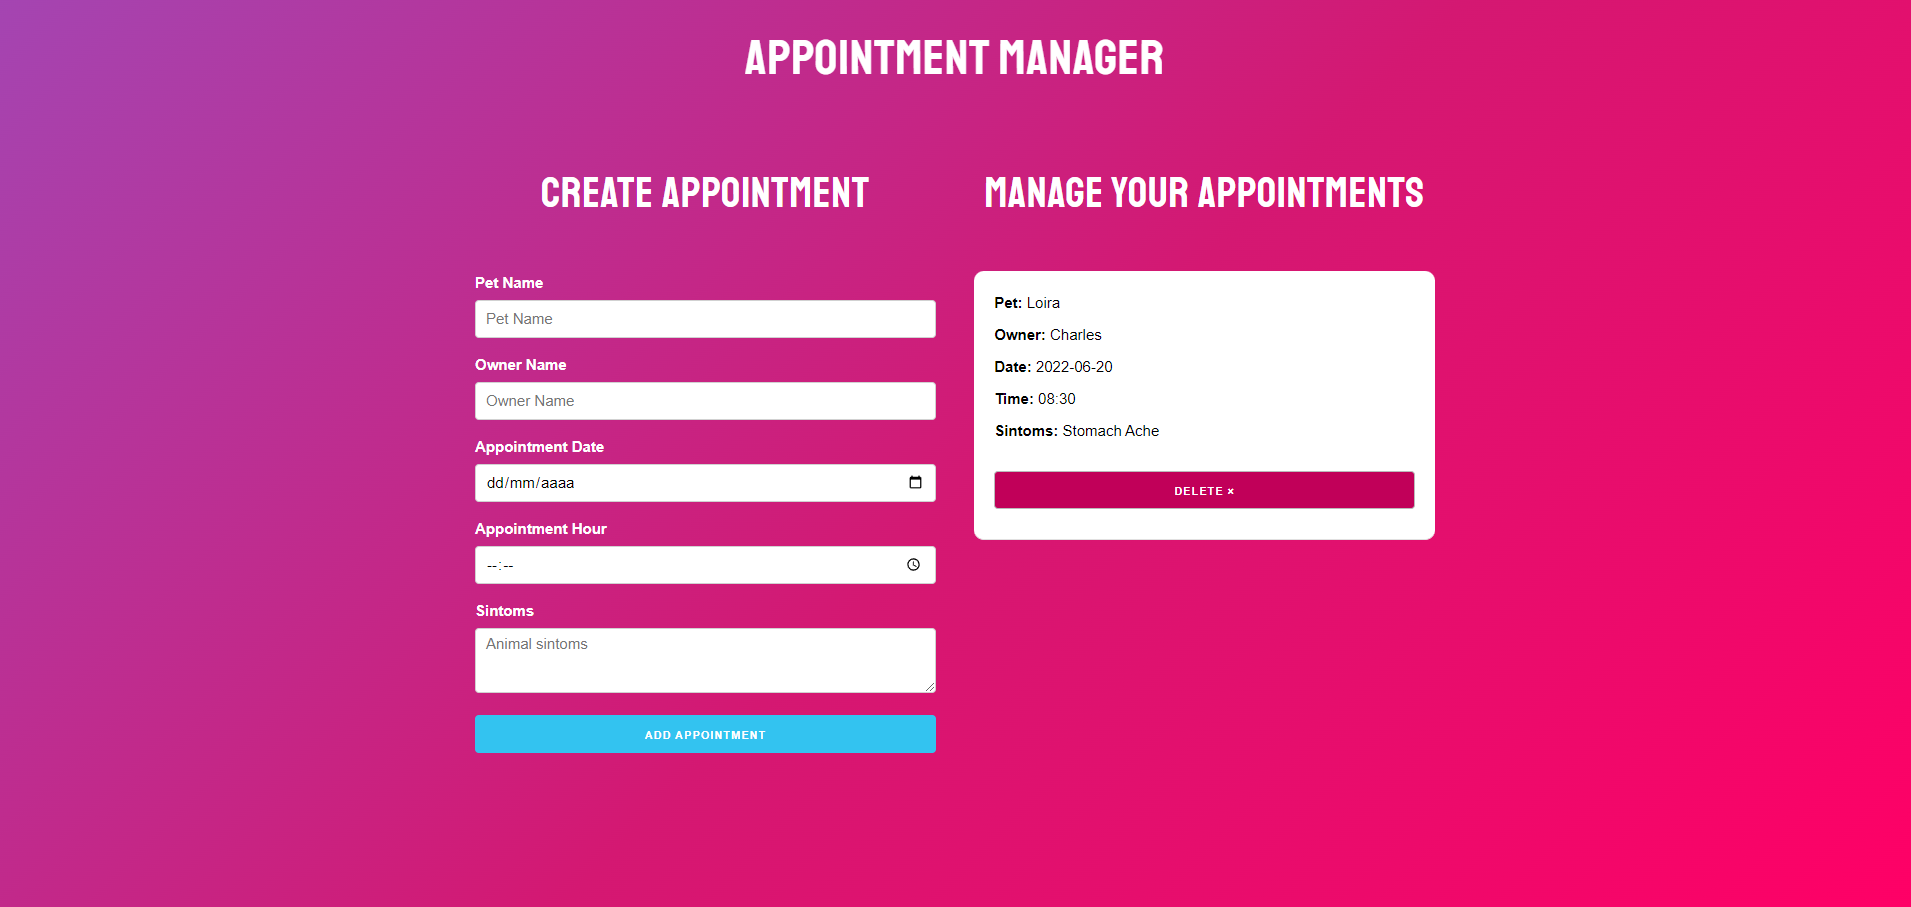 APPOINTMENT MANAGER
CREATE APPOINTMENT
Pet Name
Pet Name
Owner Name
Owner Name
Appointment Date
dd/mm/aaaa
Appointment Hour
--:--
Sintoms
Animal sintoms
ADD APPOINTMENT
MANAGE YOUR APPOINTMENTS
Pet: Loira
Owner: Charles
Date: 2022-06-20
Time: 08:30
Sintoms: Stomach Ache
DELETE ×